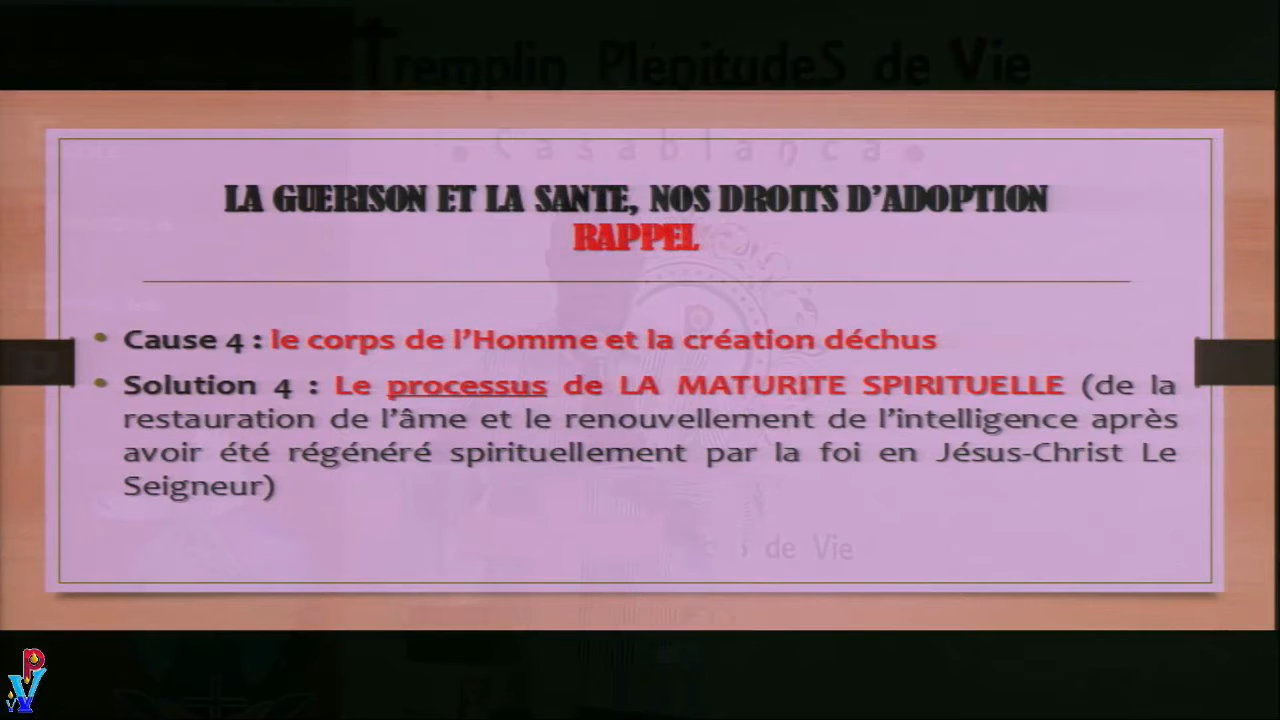 Tremplin PlénitudeS de Vie
• Casablanca •
LA GUERISON ET LA SANTE, NOS DROITS D’ADOPTION
RAPPEL
• Cause 4 : le corps de l’Homme et la création déchus
• Solution 4 : Le processus de LA MATURITE SPIRITUELLE (de la
restauration de l’âme et le renouvellement de l’intelligence après
avoir été régénéré spirituellement par la foi en Jésus-Christ Le
Seigneur)
de Vie